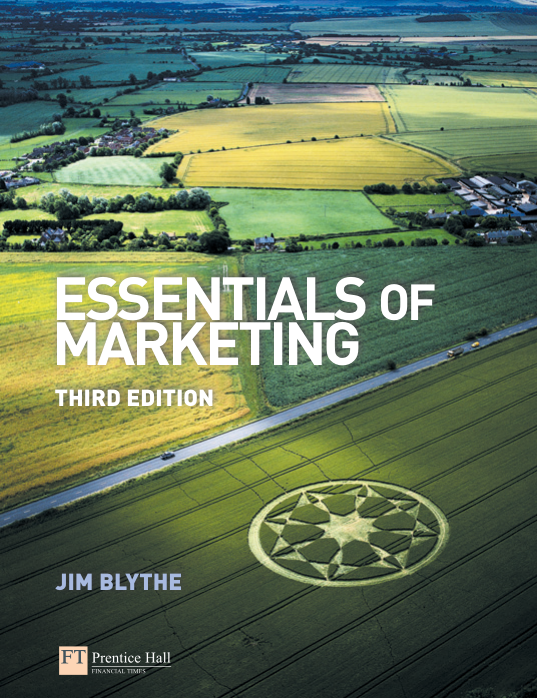 ESSENTIALS OF
MARKETING
THIRD EDITION
JIM BLYTHE
FT Prentice Hall
FINANCIAL TIMES